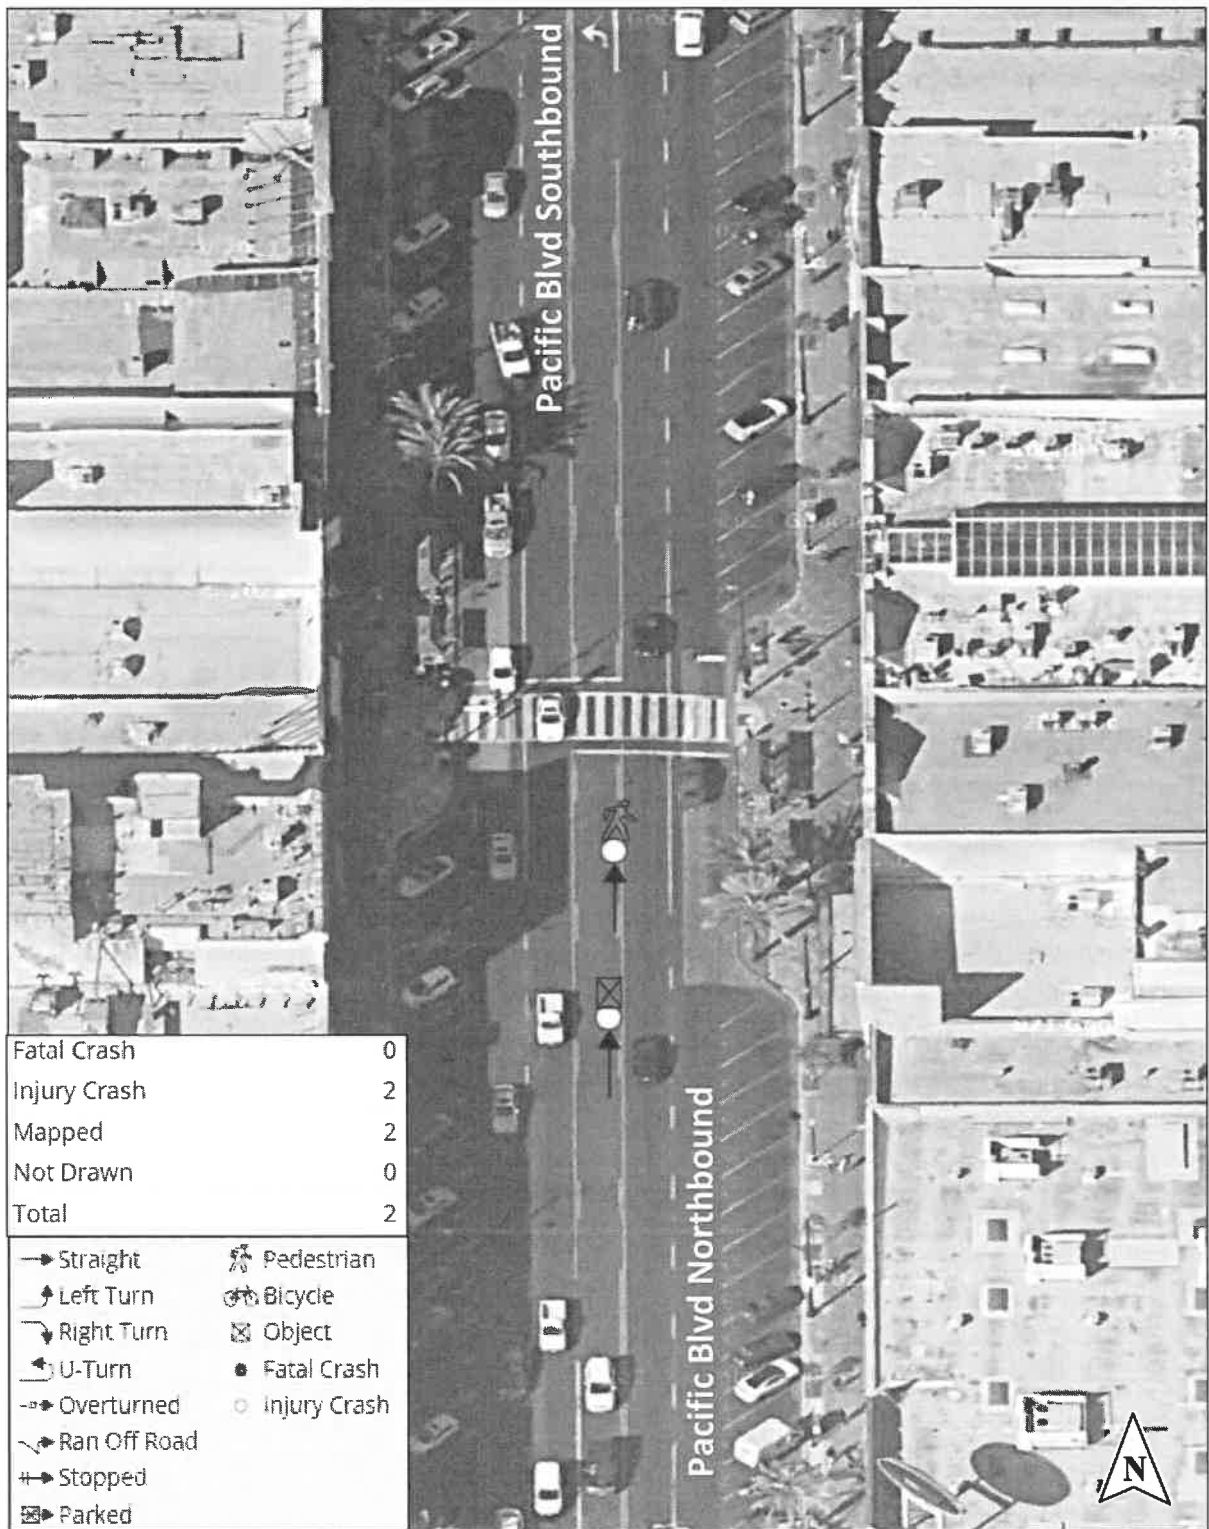 Pacific Blvd Southbound
Pacific Blvd Northbound
Fatal Crash 0
Injury Crash 2
Mapped 2
Not Drawn 0
Total 2
Straight
Left Turn
Right Turn
U-Turn
Overturned
Ran Off Road
Stopped
Parked
Pedestrian
Bicycle
Object
Fatal Crash
Injury Crash
N